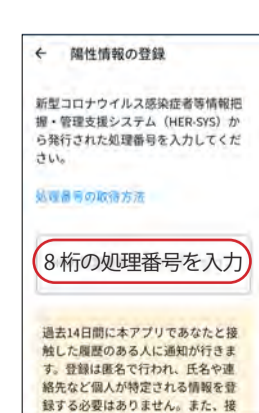 ← 陽性情報の登録
新型コロナウイルス感染症者等情報把
握・管理支援システム（HER-SYS）か
ら発行された処理番号を入力してくだ
さい。
処理番号の取得方法
8桁の処理番号を入力
過去14日間に本アプリであなたと接
触した履歴のある人に通知が行きま
す。登録は匿名で行われ、氏名や連
絡先など個人が特定される情報を登
録する必要はありません。また、接